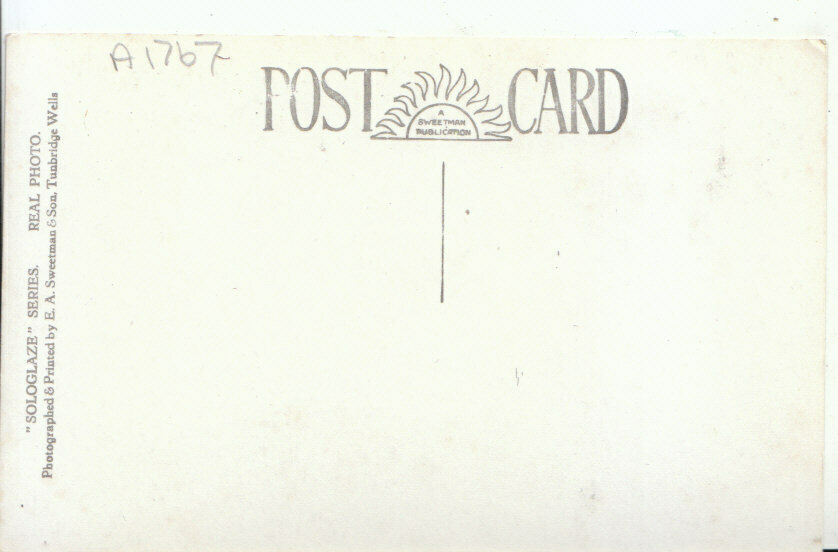 A1767
POST CARD
A
SWEETMAN
PUBLICATION
"SOLOGLAZE" SERIES. REAL PHOTO.
Photographed & Printed by E. A. Sweetman & Son, Tunbridge Wells